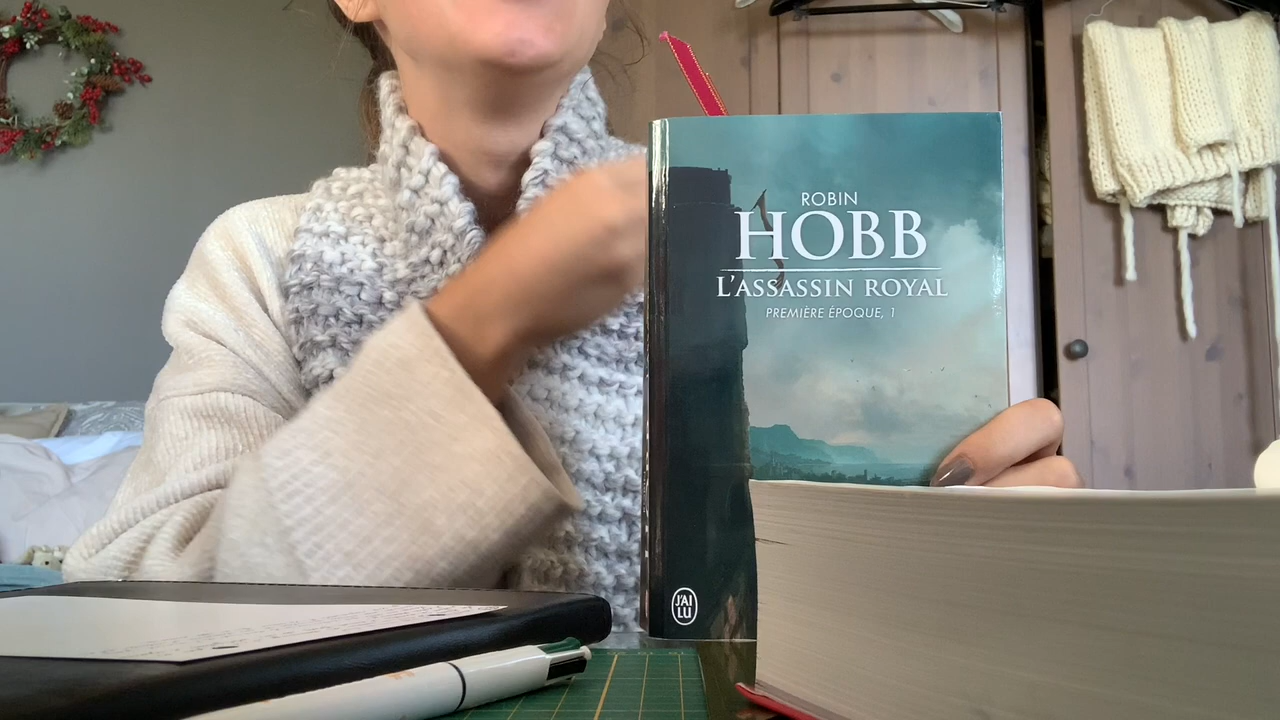 ROBIN
HOBB
L'ASSASSIN ROYAL
PREMIÈRE ÉPOQUE, 1
J'AI
LU